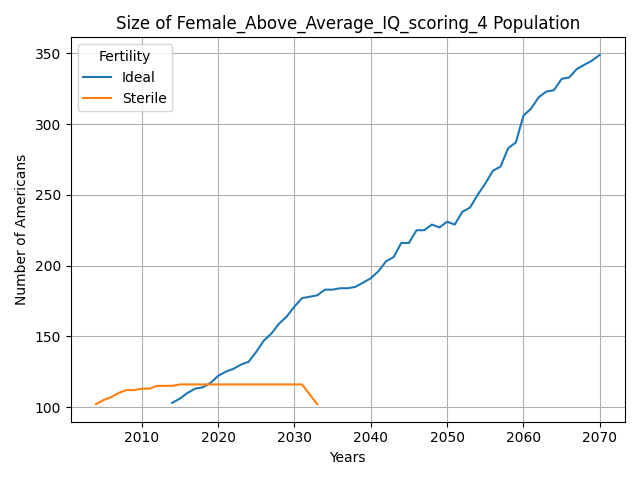 Size of Female_Above_Average_IQ_scoring_4 Population
Number of Americans
350
300
250
200
150
100
Fertility
Ideal
Sterile
2010 2020 2030 2040 2050 2060 2070
Years